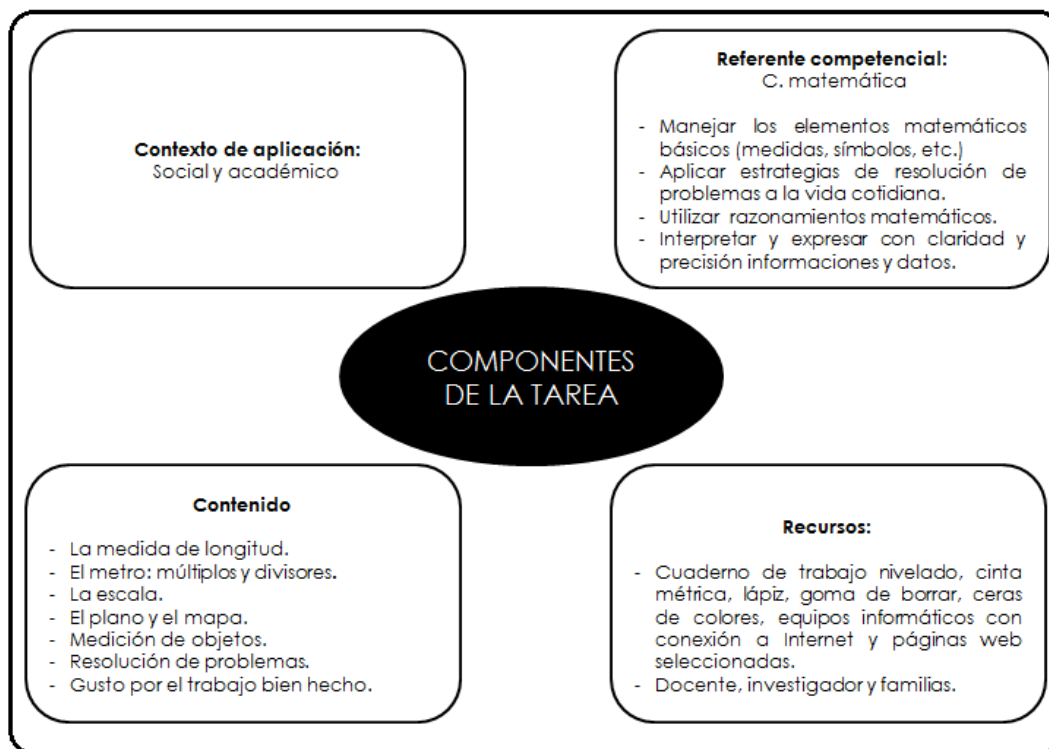 Contexto de aplicación:
Social y académico
Referente competencial:
C. matemática
- Manejar los elementos matemáticos
básicos (medidas, símbolos, etc.)
- Aplicar estrategias de resolución de
problemas a la vida cotidiana.
- Utilizar razonamientos matemáticos.
- Interpretar y expresar con claridad y
precisión informaciones y datos.
COMPONENTES
DE LA TAREA
Contenido
- La medida de longitud.
- El metro: múltiplos y divisores.
- La escala.
- El plano y el mapa.
- Medición de objetos.
- Resolución de problemas.
- Gusto por el trabajo bien hecho.
Recursos:
- Cuaderno de trabajo nivelado, cinta
métrica, lápiz, goma de borrar, ceras
de colores, equipos informáticos con
conexión a Internet y páginas web
seleccionadas.
- Docente, investigador y familias.